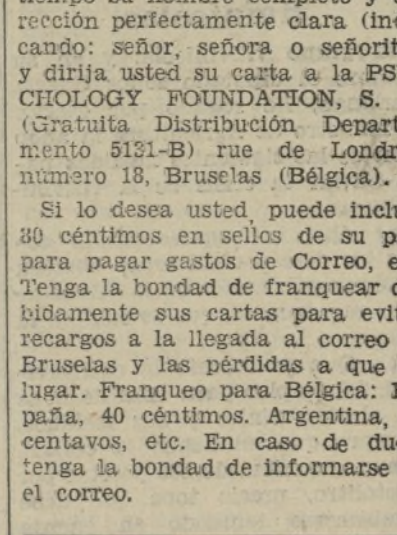 tiempo su nombre completo y
rección perfectamente clara (in
cando: señor, señora o señorit
y dirija usted su carta a la PS
CHOLOGY FOUNDATION, S.
(Gratuita Distribución Depart
mento 5131-B) rue de Londr
número 18, Bruselas (Bélgica).
Si lo desea usted, puede incl
80 céntimos en sellos de su p
para pagar gastos de Correo, e
Tenga la bondad de franquear
bidamente sus cartas para evi
recargos a la llegada al correo
Bruselas y las pérdidas a que
lugar. Franqueo para Bélgica:
paña, 40 céntimos. Argentina,
centavos, etc. En caso de du
tenga la bondad de informarse
el correo.